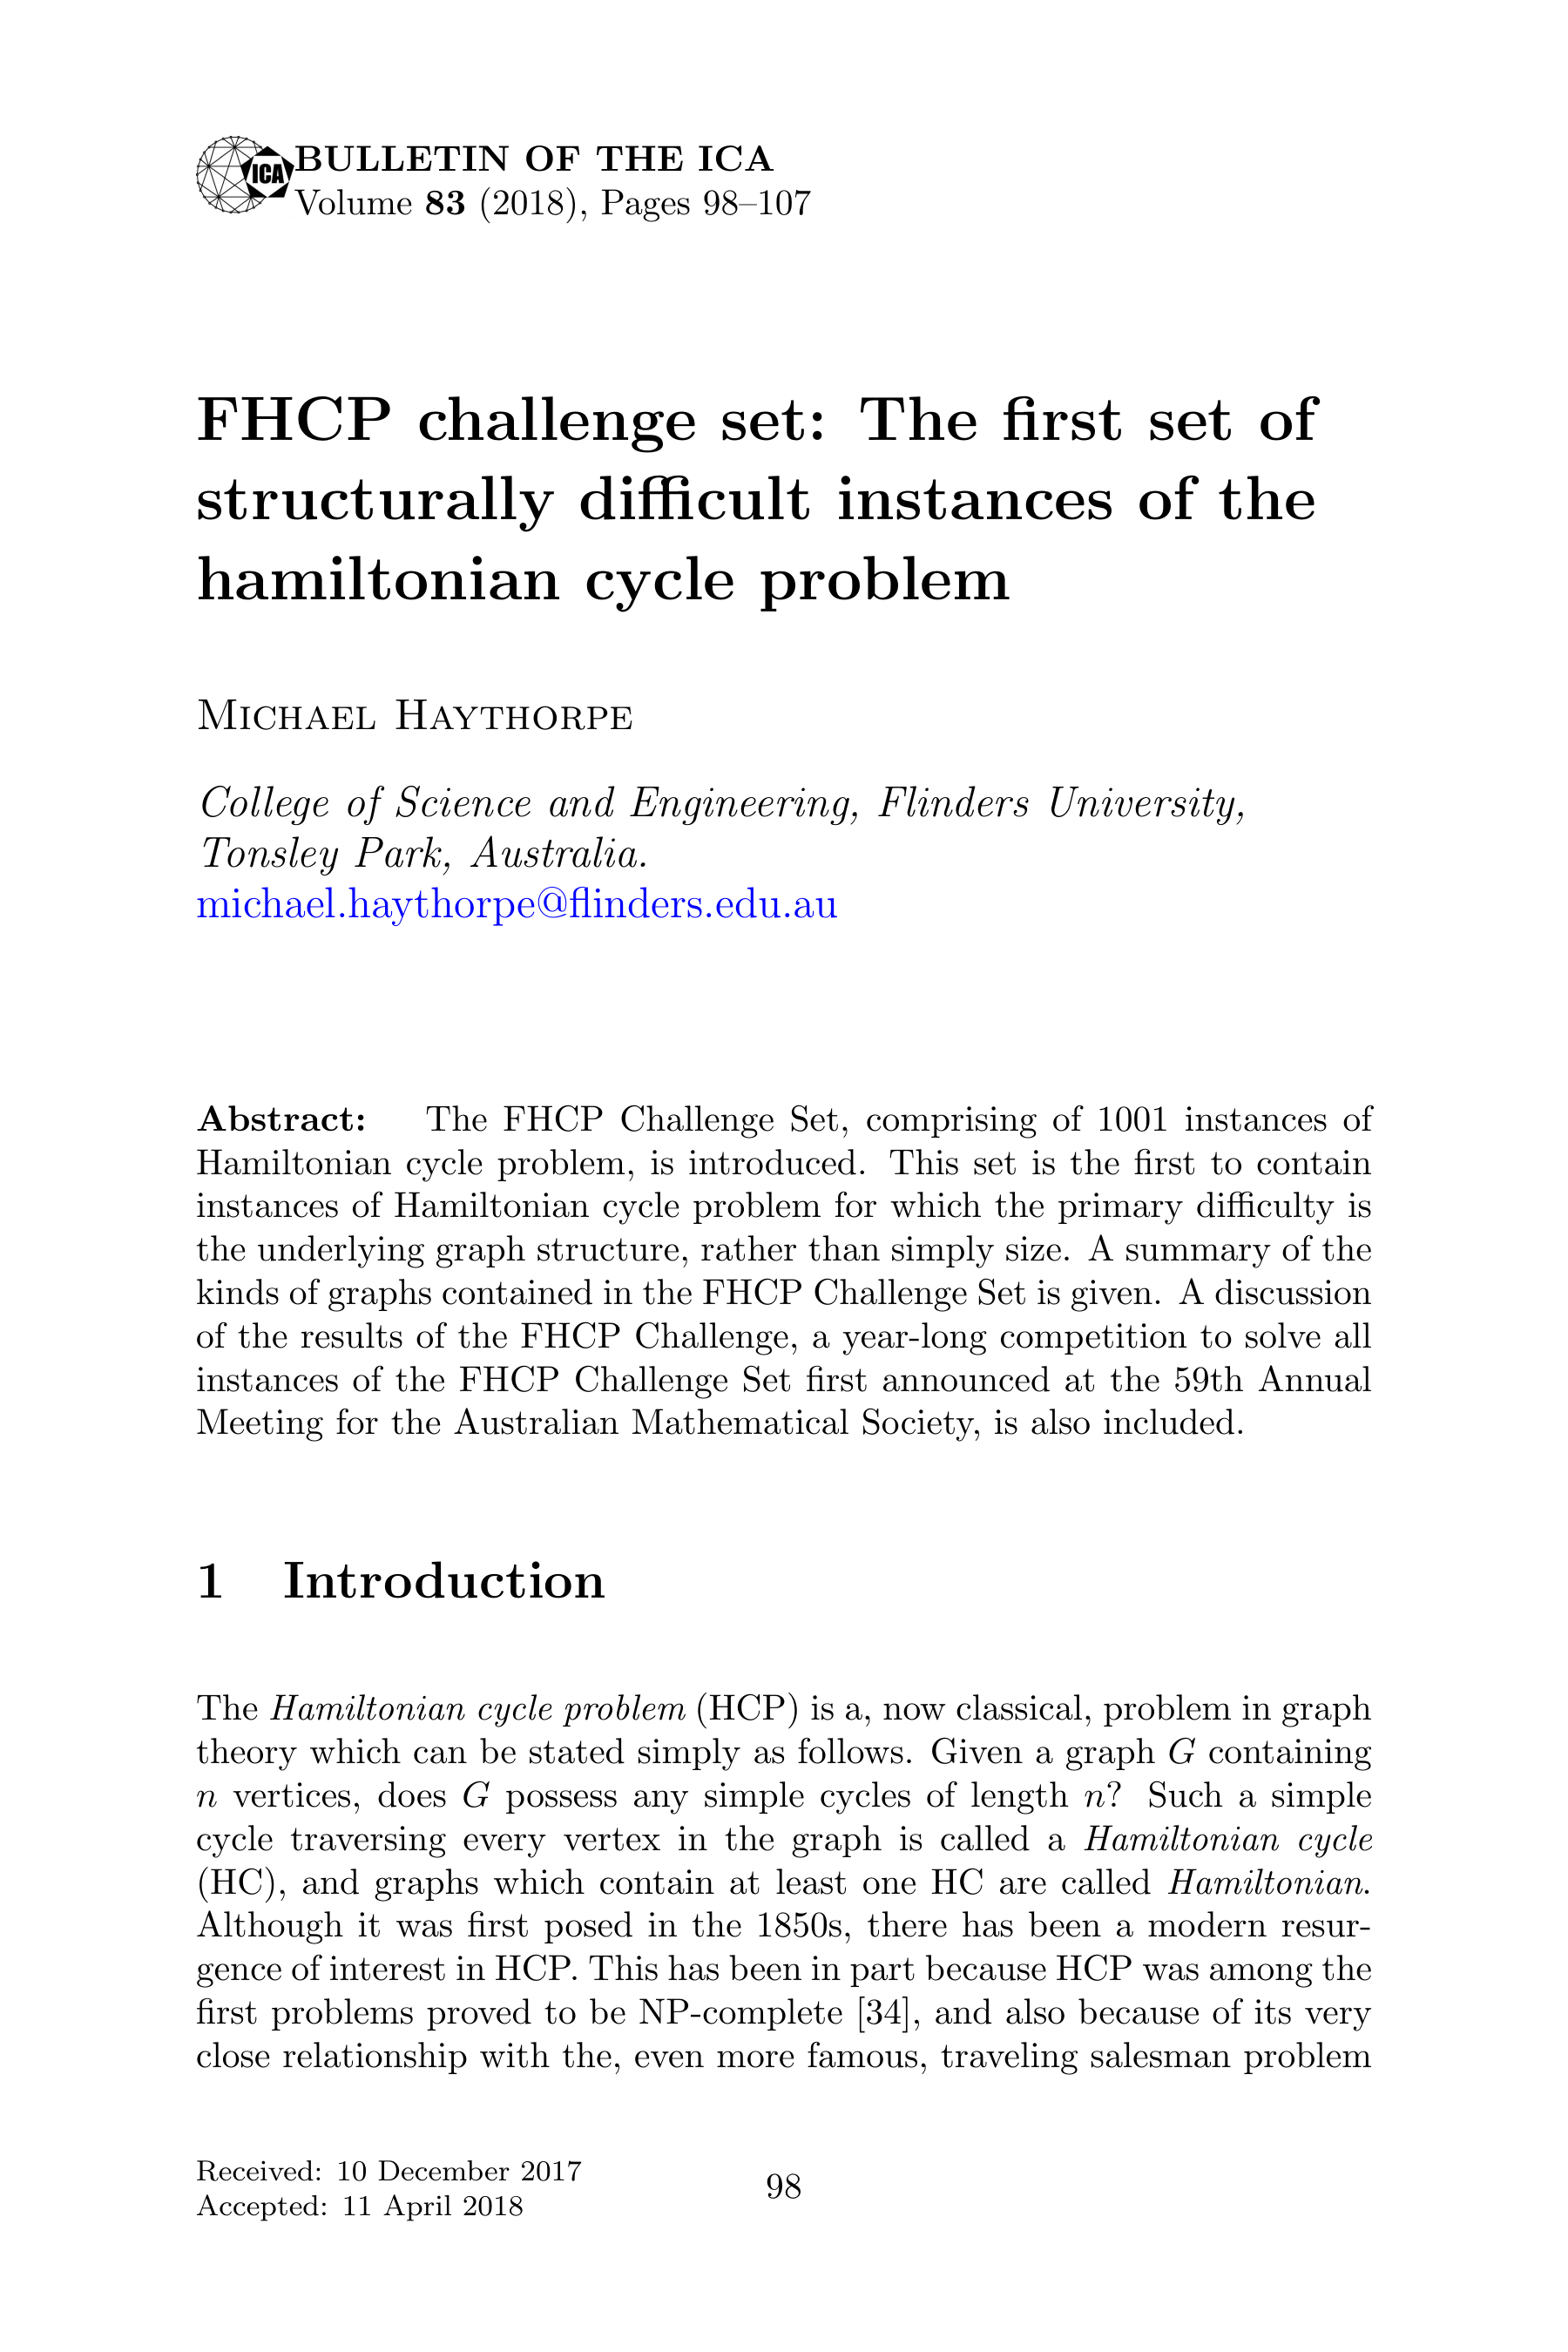 ICA
BULLETIN OF THE ICA
Volume 83 (2018), Pages 98–107
FHCP challenge set: The first set of
structurally difficult instances of the
hamiltonian cycle problem
Michael Haythorpe
College of Science and Engineering, Flinders University,
Tonsley Park, Australia.
michael.haythorpe@flinders.edu.au
Abstract: The FHCP Challenge Set, comprising of 1001 instances of
Hamiltonian cycle problem, is introduced. This set is the first to contain
instances of Hamiltonian cycle problem for which the primary difficulty is
the underlying graph structure, rather than simply size. A summary of the
kinds of graphs contained in the FHCP Challenge Set is given. A discussion
of the results of the FHCP Challenge, a year-long competition to solve all
instances of the FHCP Challenge Set first announced at the 59th Annual
Meeting for the Australian Mathematical Society, is also included.
1 Introduction
The Hamiltonian cycle problem (HCP) is a, now classical, problem in graph
theory which can be stated simply as follows. Given a graph G containing
n vertices, does G possess any simple cycles of length n? Such a simple
cycle traversing every vertex in the graph is called a Hamiltonian cycle
(HC), and graphs which contain at least one HC are called Hamiltonian.
Although it was first posed in the 1850s, there has been a modern resur-
gence of interest in HCP. This has been in part because HCP was among the
first problems proved to be NP-complete [34], and also because of its very
close relationship with the, even more famous, traveling salesman problem
Received: 10 December 2017
Accepted: 11 April 2018
98